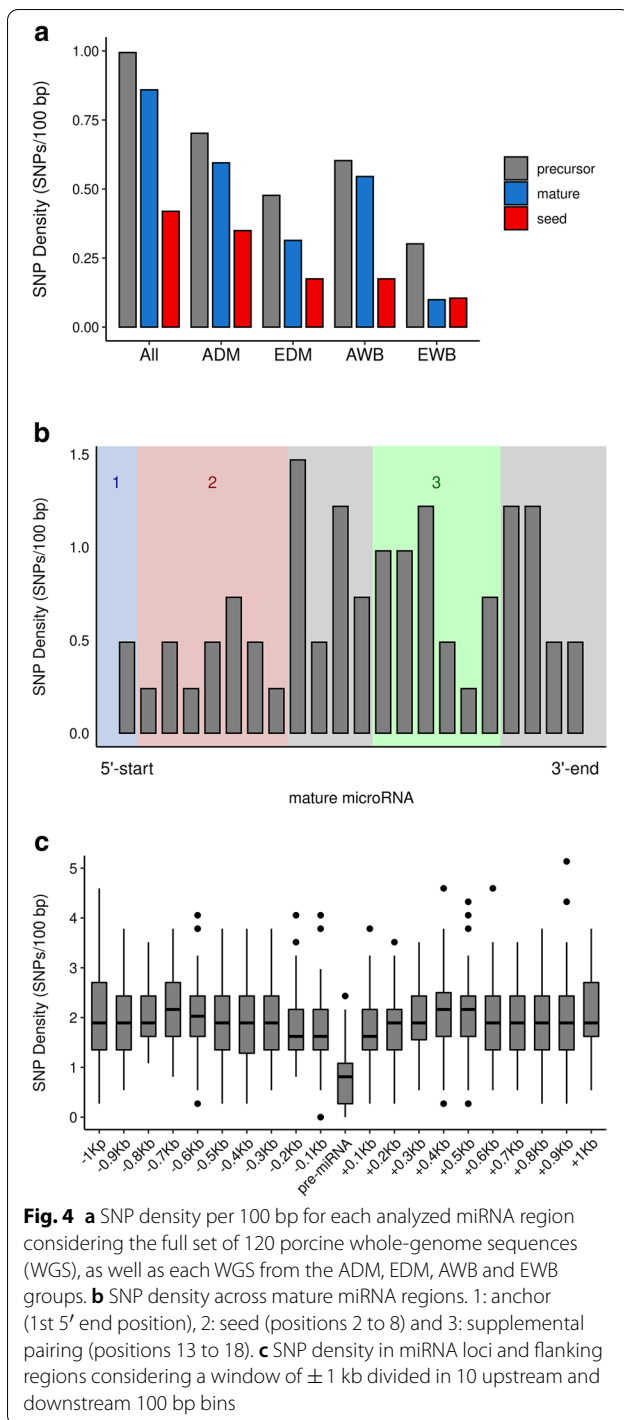 a
SNP Density (SNPs/100 bp)
1.00
0.75
0.50
0.25
0.00
All ADM EDM AWB EWB
precursor
mature
seed
b
SNP Density (SNPs/100 bp)
1.5
1.0
0.5
0.0
1 2 3
5'-start 3'-end
mature microRNA
c
SNP Density (SNPs/100 bp)
5
4
3
2
1
0
-1Kp -0.9Kb -0.8Kb -0.7Kb -0.6Kb -0.5Kb -0.4Kb -0.3Kb -0.2Kb -0.1Kb pre-miRNA +0.1Kb +0.2Kb +0.3Kb +0.4Kb +0.5Kb +0.6Kb +0.7Kb +0.8Kb +0.9Kb +1Kb
Fig. 4 a SNP density per 100 bp for each analyzed miRNA region
considering the full set of 120 porcine whole-genome sequences
(WGS), as well as each WGS from the ADM, EDM, AWB and EWB
groups. b SNP density across mature miRNA regions. 1: anchor
(1st 5′ end position), 2: seed (positions 2 to 8) and 3: supplemental
pairing (positions 13 to 18). c SNP density in miRNA loci and flanking
regions considering a window of ± 1 kb divided in 10 upstream and
downstream 100 bp bins